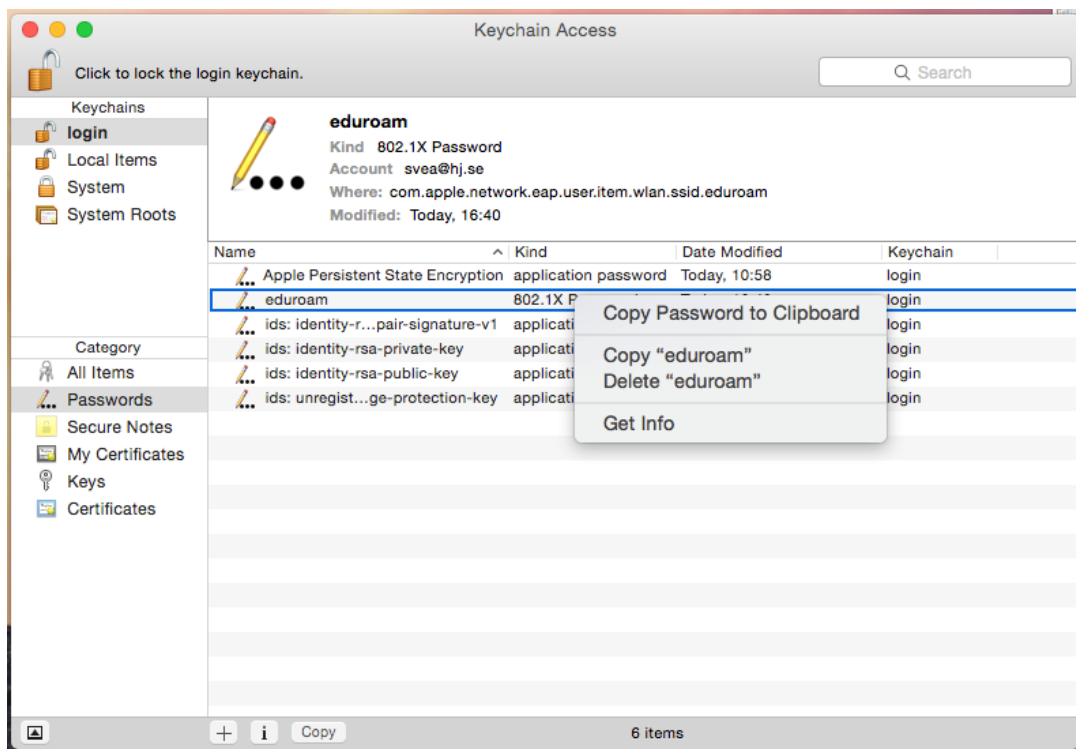 Keychain Access
Click to lock the login keychain.
Search
Keychains
login
Local Items
System
System Roots
eduroam
Kind 802.1X Password
Account svea@hj.se
Where: com.apple.network.eap.user.item.wlan.ssid.eduroam
Modified: Today, 16:40
Name Kind Date Modified Keychain
Apple Persistent State Encryption application password Today, 10:58 login
eduroam 802.1X login
ids: identity-r...pair-signature-v1 login
ids: identity-rsa-private-key login
ids: identity-rsa-public-key login
ids: unregist...ge-protection-key login
Copy Password to Clipboard
Copy “eduroam”
Delete “eduroam”
Get Info
Category
All Items
Passwords
Secure Notes
My Certificates
Keys
Certificates
+ i Copy 6 items